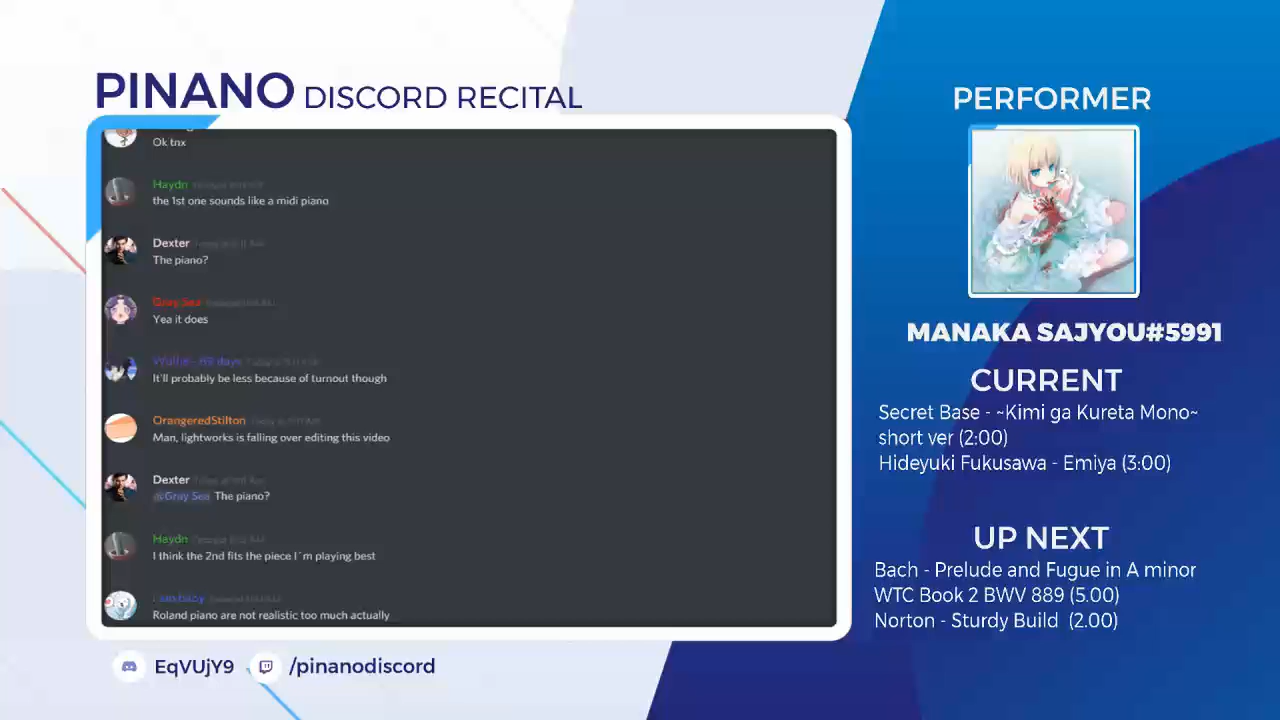 PINANO DISCORD RECITAL
Ok tnx
Haydn
the 1st one sounds like a midi piano
Dexter
The piano?
Gray Sea
Yea it does
It'll probably be less because of turnout though
OrangeredStilton
Man, lightworks is falling over editing this video
Dexter
@Gray Sea The piano?
Haydn
I think the 2nd fits the piece I´m playing best
Roland piano are not realistic too much actually
EqVUjY9 /pinanodiscord
PERFORMER
MANAKA SAJYOU#5991
CURRENT
Secret Base - ~Kimi ga Kureta Mono~
short ver (2:00)
Hideyuki Fukusawa - Emiya (3:00)
UP NEXT
Bach - Prelude and Fugue in A minor
WTC Book 2 BWV 889 (5.00)
Norton - Sturdy Build (2.00)